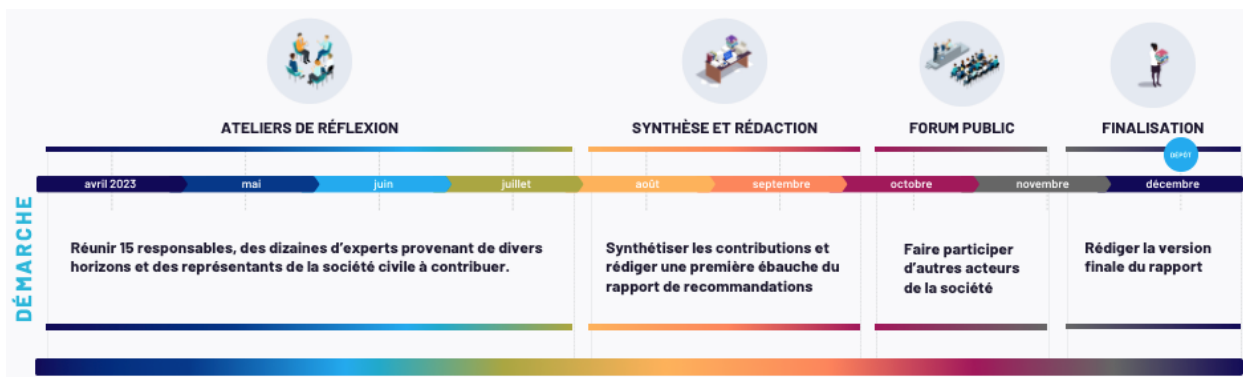 ATELIERS DE RÉFLEXION
SYNTHÈSE ET RÉDACTION
FORUM PUBLIC
FINALISATION
DÉPÔT
avril 2023
mai
juin
juillet
août
septembre
octobre
novembre
décembre
DÉMARCHE
Réunir 15 responsables, des dizaines d'experts provenant de divers
horizons et des représentants de la société civile à contribuer.
Synthétiser les contributions et
rédiger une première ébauche du
rapport de recommandations
Faire participer
d'autres acteurs
de la société
Rédiger la version
finale du rapport